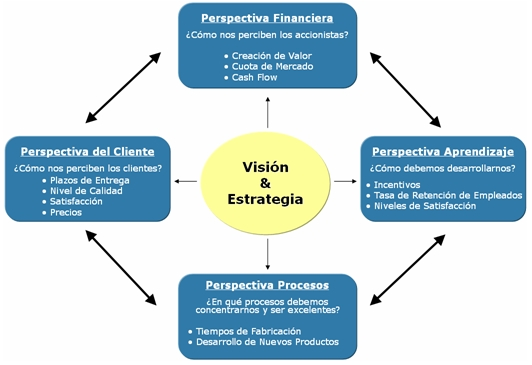 Perspectiva Financiera
¿Cómo nos perciben los accionistas?
• Creación de Valor
• Cuota de Mercado
• Cash Flow
Perspectiva del Cliente
¿Cómo nos perciben los clientes?
• Plazos de Entrega
• Nivel de Calidad
• Satisfacción
• Precios
Visión
&
Estrategia
Perspectiva Aprendizaje
¿Cómo debemos desarrollarnos?
• Incentivos
• Tasa de Retención de Empleados
• Niveles de Satisfacción
Perspectiva Procesos
¿En qué procesos debemos
concentrarnos y ser excelentes?
• Tiempos de Fabricación
• Desarrollo de Nuevos Productos